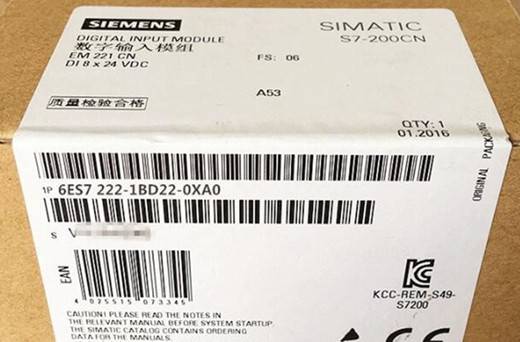 SIEMENS
SIMATIC
S7-200CN
DIGITAL INPUT MODULE
数字输入模组
EM 221 CN
DI 8 x 24 VDC
FS: 06
A53
质量检验合格
QTY: 1
01.2016
ORIGINAL PACKAGING
1P 6ES7 222-1BD22-0XA0
S V
EAN
4 025515 073345
KCC-REM-S49-
S7200
CAUTION! PLEASE READ THE NOTES IN
THE RELEVANT MANUAL BEFORE SYSTEM STARTUP.
THE SIMATIC CATALOG CONTAINS ORDERING
DATA FOR THE MANUALS.